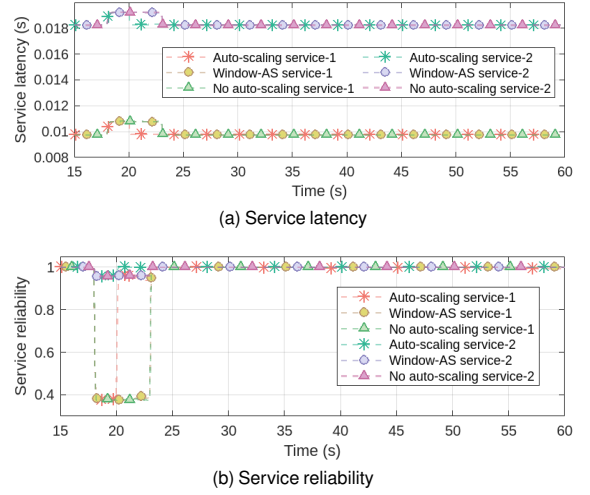 0.018
0.016
0.014
0.012
0.01
0.008
Service latency (s)
Auto-scaling service-1
Window-AS service-1
No auto-scaling service-1
Auto-scaling service-2
Window-AS service-2
No auto-scaling service-2
15 20 25 30 35 40 45 50 55 60
Time (s)
(a) Service latency
1
0.8
0.6
0.4
Service reliability
Auto-scaling service-1
Window-AS service-1
No auto-scaling service-1
Auto-scaling service-2
Window-AS service-2
No auto-scaling service-2
15 20 25 30 35 40 45 50 55 60
Time (s)
(b) Service reliability